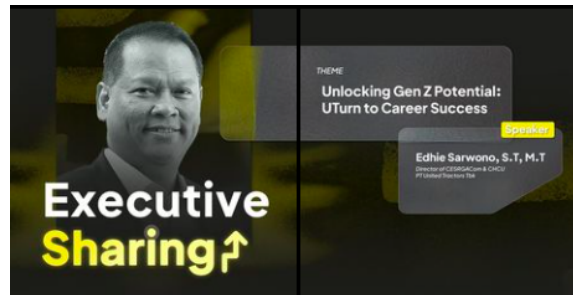 THEME
Unlocking Gen Z Potential:
UTurn to Career Success
Speaker
Edhie Sarwono, S.T, M.T
Director of CESRGACom & CHCU
PT United Tractors Tbk
Executive
Sharing